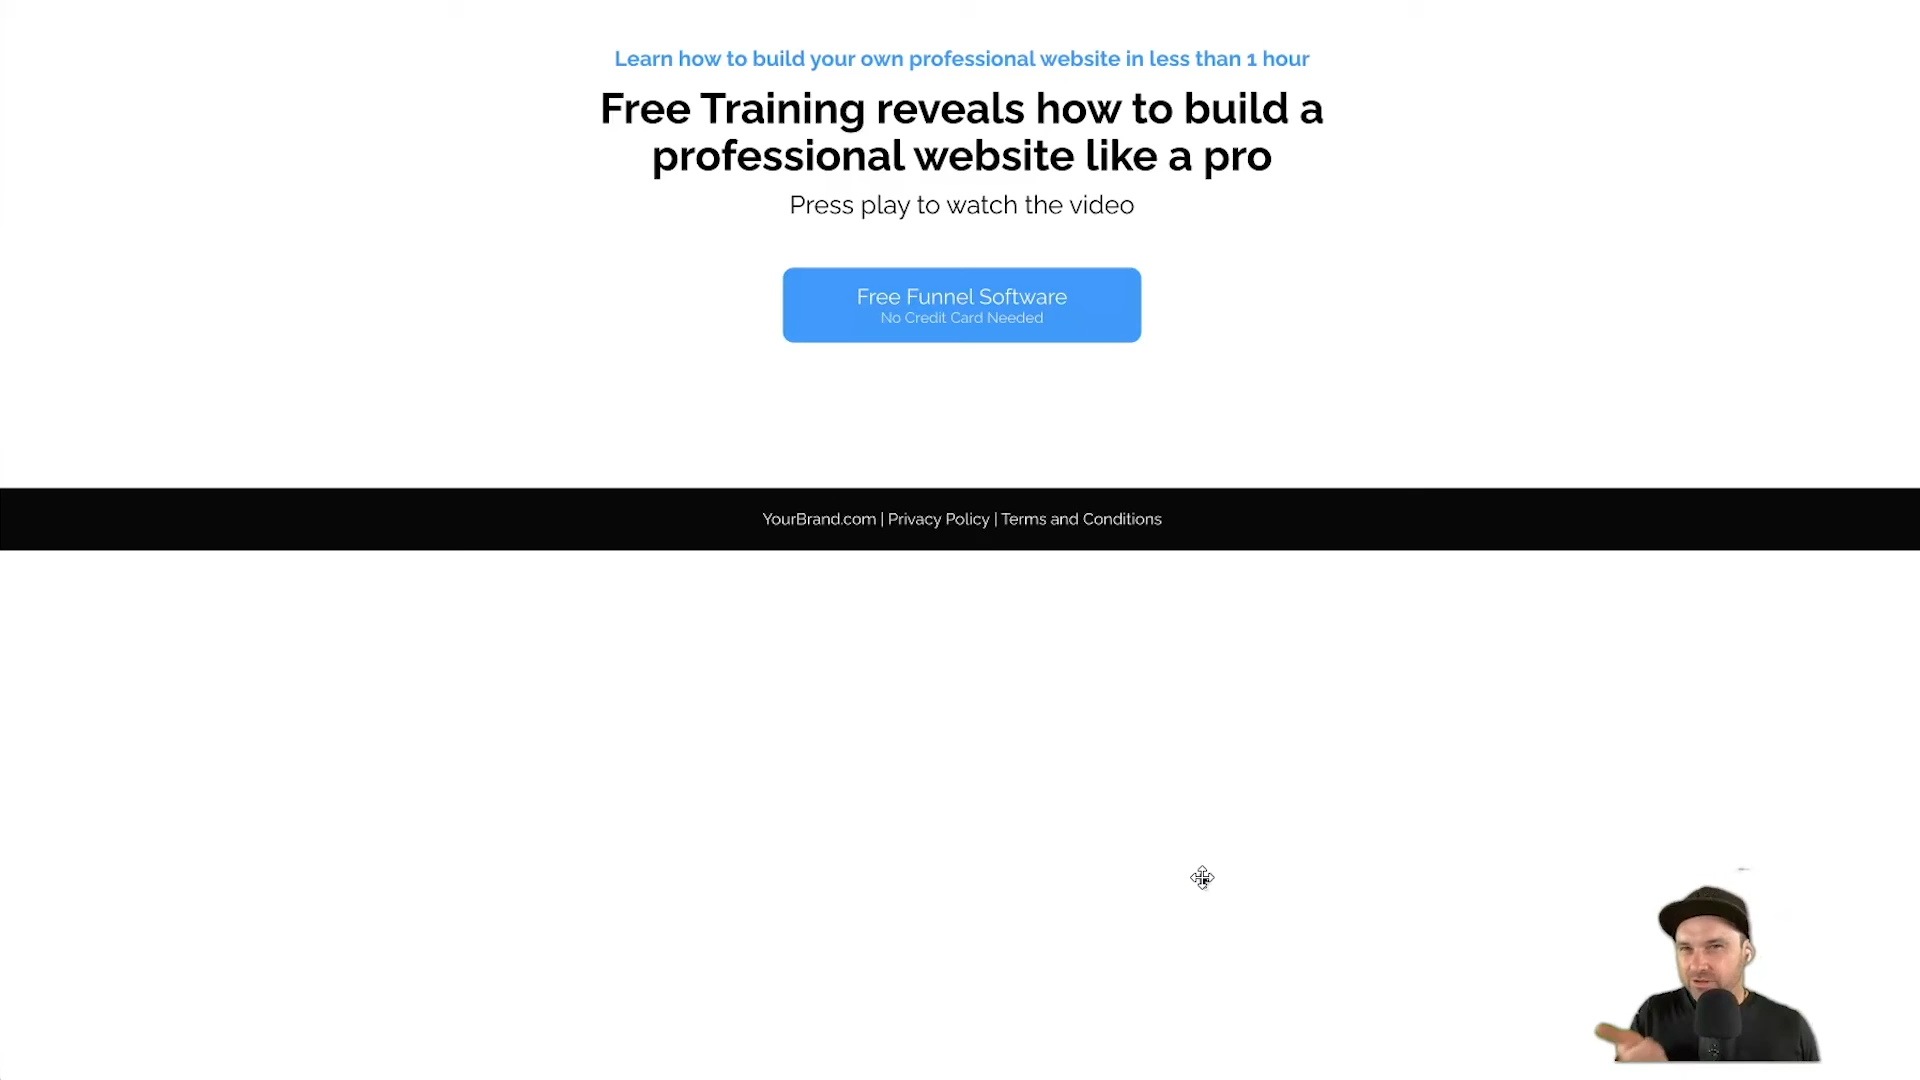 Learn how to build your own professional website in less than 1 hour
Free Training reveals how to build a
professional website like a pro
Press play to watch the video
Free Funnel Software
No Credit Card Needed
YourBrand.com | Privacy Policy | Terms and Conditions